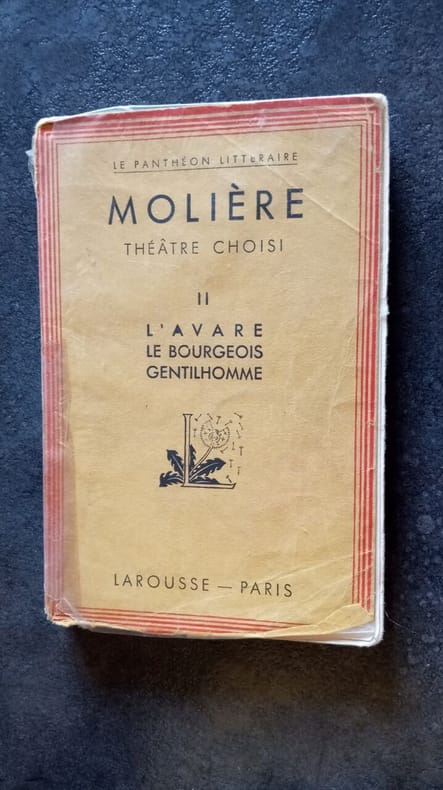 LE PANTHÉON LITTÉRAIRE
MOLIÈRE
THÉÂTRE CHOISI
II
L'AVARE
LE BOURGEOIS
GENTILHOMME
L
LAROUSSE — PARIS